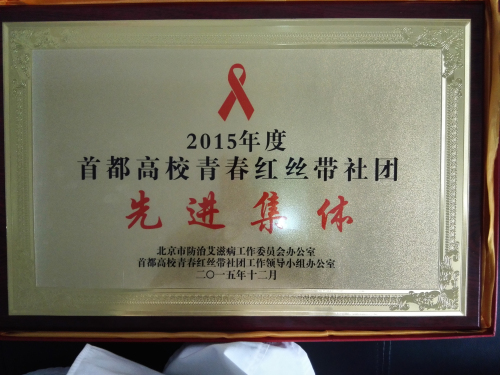 2015年度
首都高校青春红丝带社团
先进集体
北京市防治艾滋病工作委员会办公室
首都高校青春红丝带社团工作领导小组办公室
二〇一五年十二月